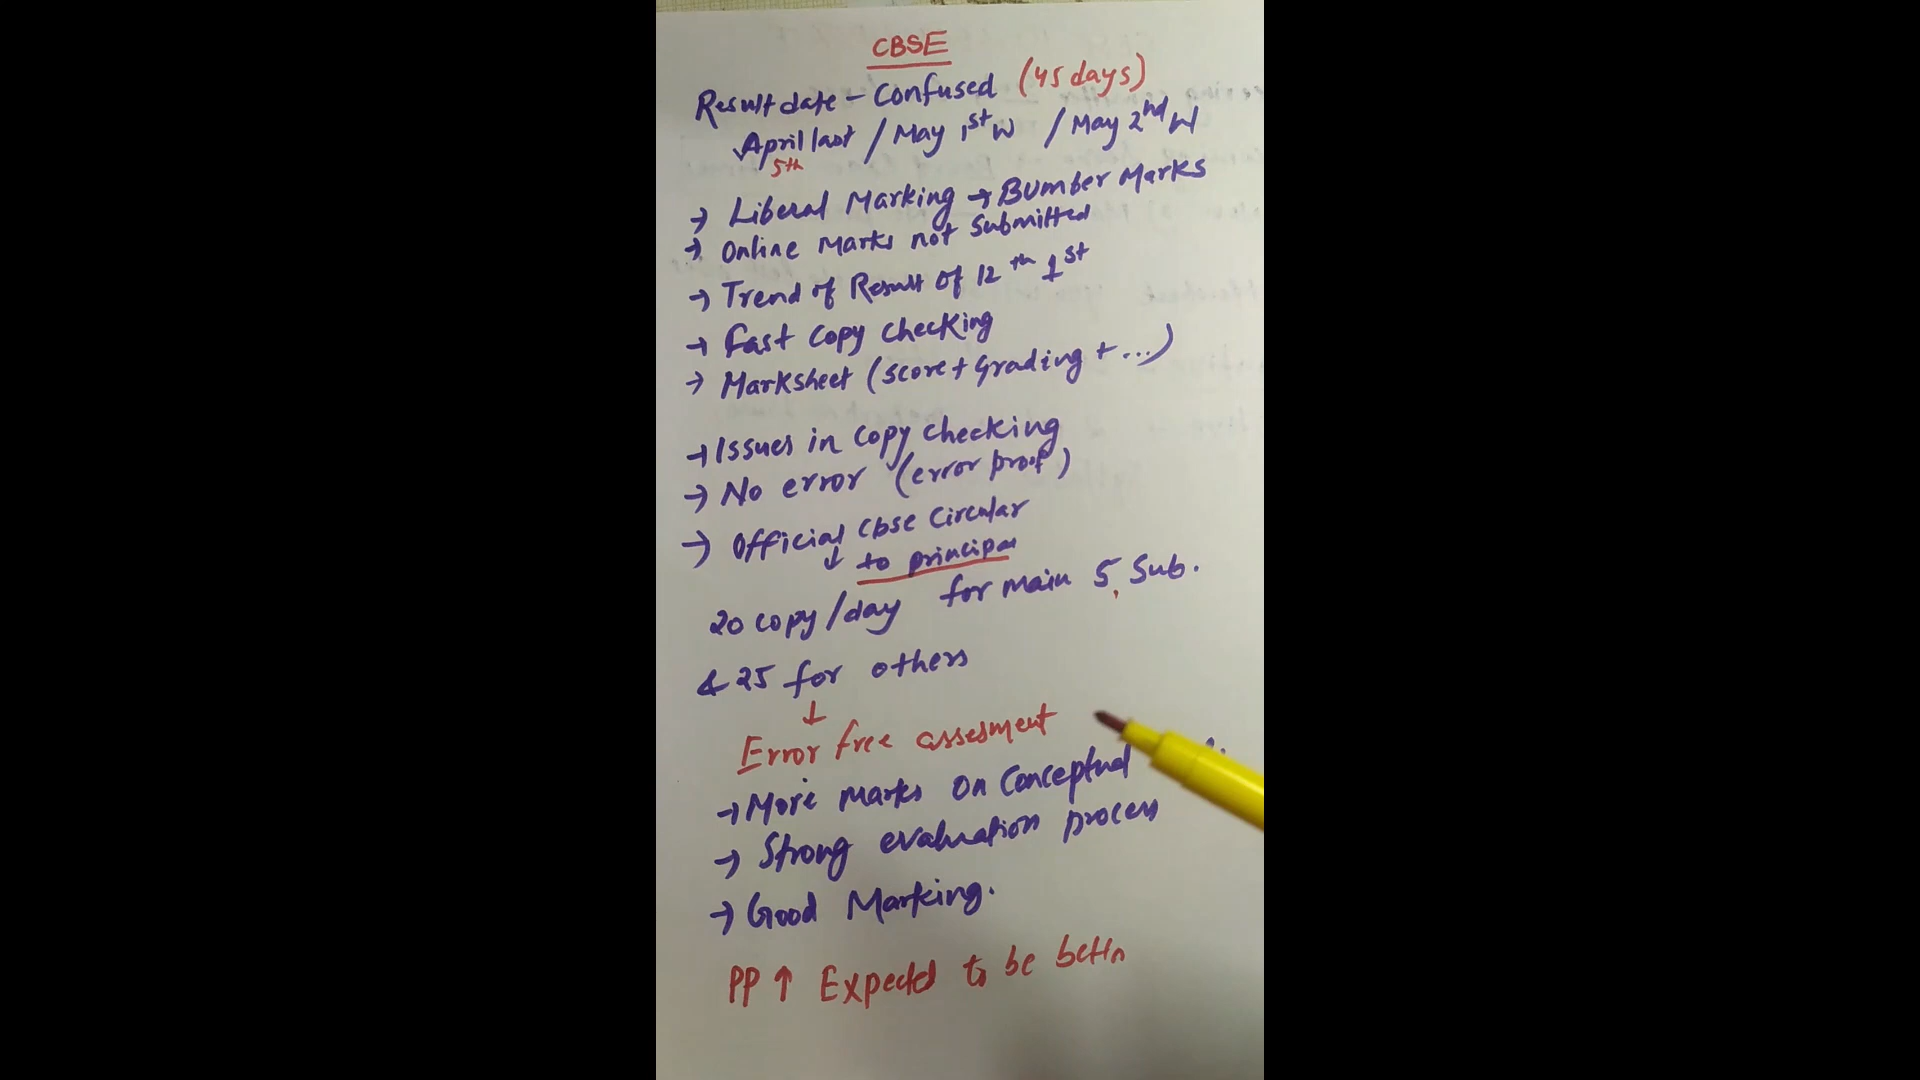 CBSE
Result date - Confused (45 days)
April last / May 1st W / May 2nd W
5th
→ Liberal Marking → Bumber Marks
→ Online Marks not Submitted
→ Trend of Result of 12th 1st
→ Fast Copy Checking
→ Marksheet (Score + Grading + ...)
→ Issues in Copy Checking
→ No error (error proof)
→ Official Cbse Circular
↓ to principal
20 copy/day for main 5 Sub.
& 25 for others
↓
Error free assesment
→ More marks On Conceptual
→ Strong evaluation process
→ Good Marking.
PP ↑ Expected to be better